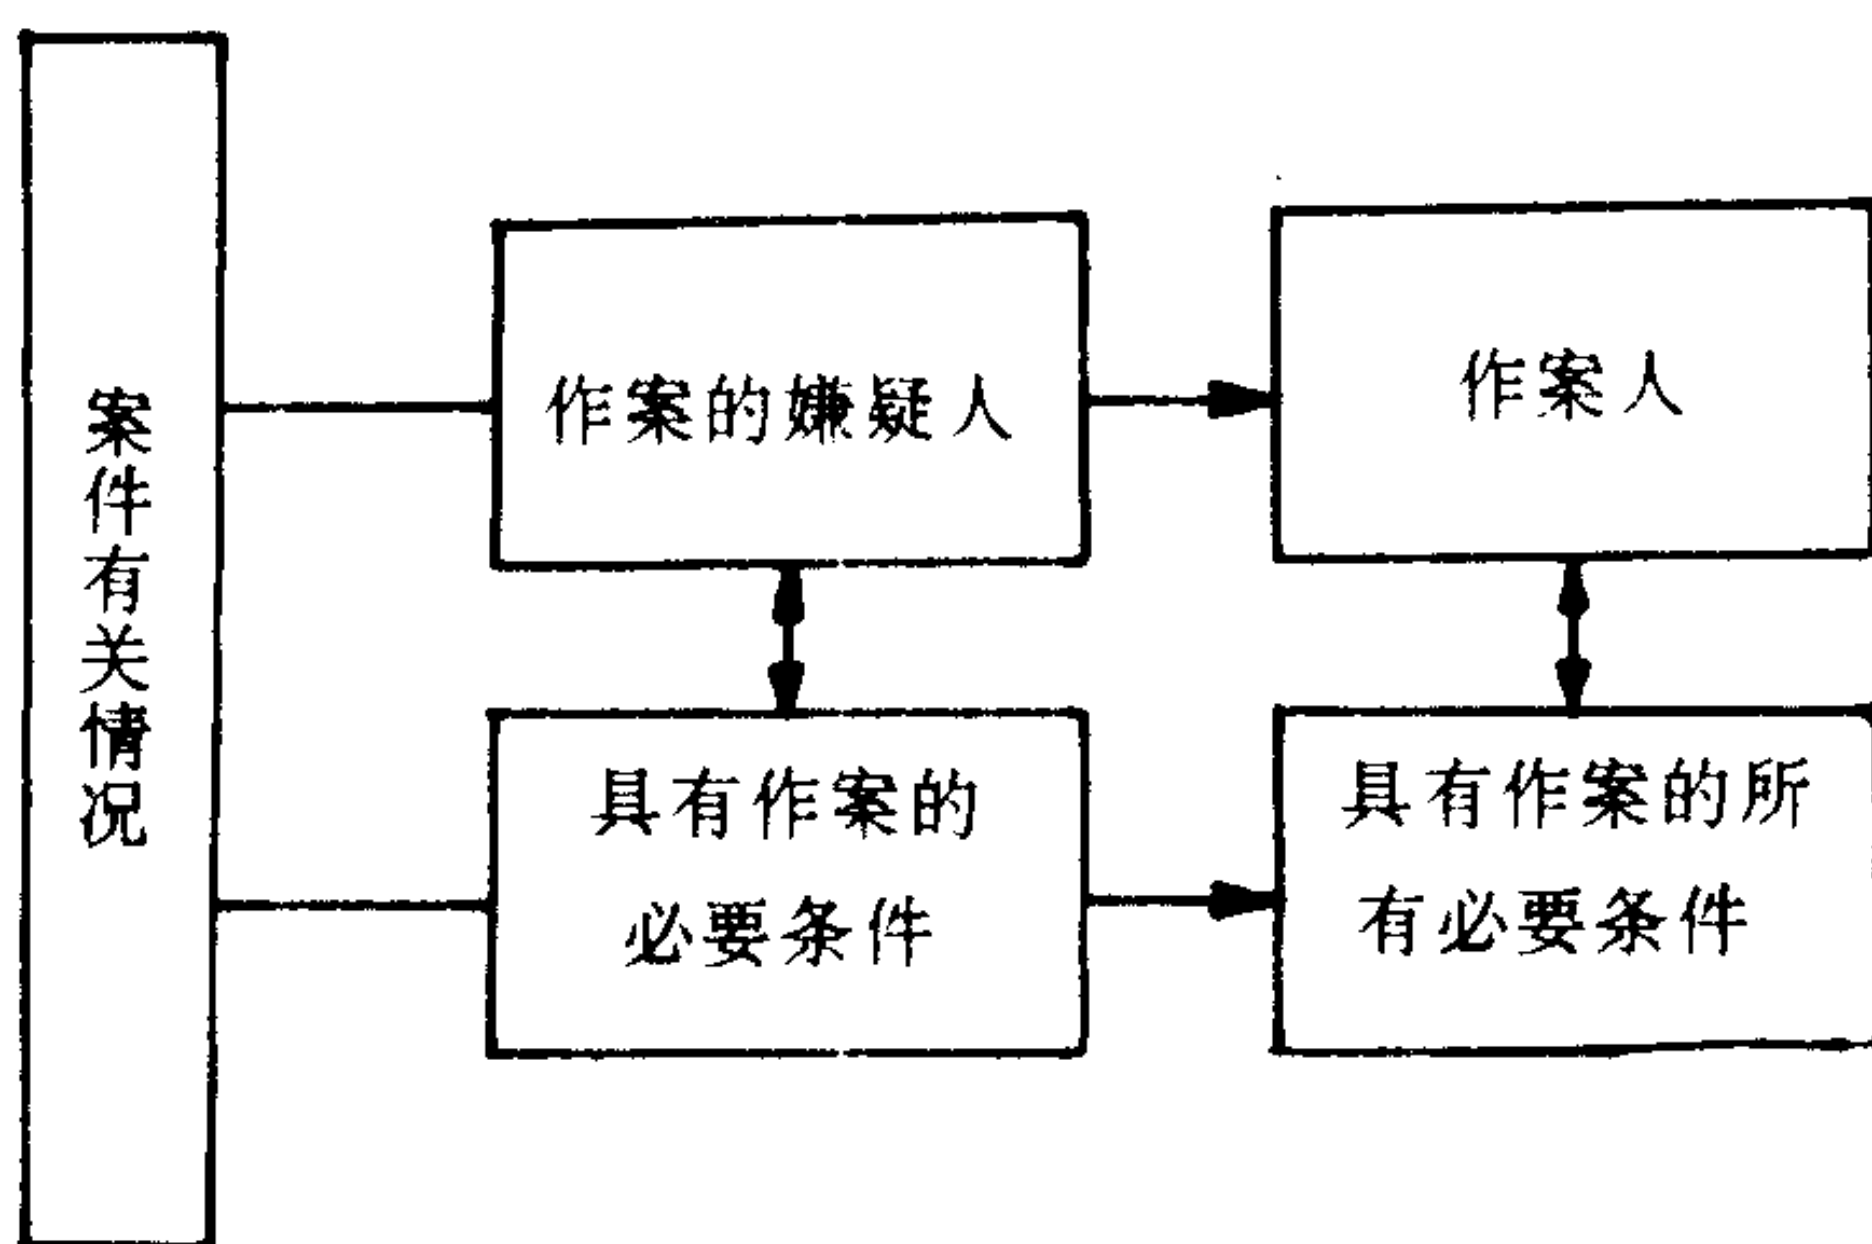 案件有关情况
作案的嫌疑人
作案人
具有作案的
必要条件
具有作案的所
有必要条件